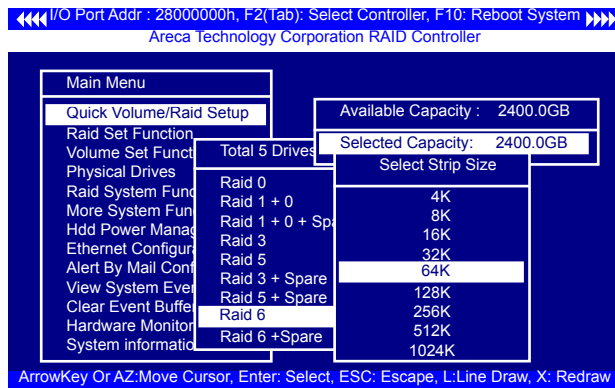 I/O Port Addr : 28000000h, F2(Tab): Select Controller, F10: Reboot System
Areca Technology Corporation RAID Controller
Main Menu
Quick Volume/Raid Setup
Raid Set Function
Volume Set Funct
Physical Drives
Raid System Func
More System Fun
Hdd Power Manag
Ethernet Configura
Alert By Mail Conf
View System Even
Clear Event Buffer
Hardware Monitor
System informatio
Total 5 Drives
Raid 0
Raid 1 + 0
Raid 1 + 0 + Spa
Raid 3
Raid 5
Raid 3 + Spare
Raid 5 + Spare
Raid 6
Raid 6 +Spare
Available Capacity : 2400.0GB
Selected Capacity: 2400.0GB
Select Strip Size
4K
8K
16K
32K
64K
128K
256K
512K
1024K
ArrowKey Or AZ:Move Cursor, Enter: Select, ESC: Escape, L:Line Draw, X: Redraw